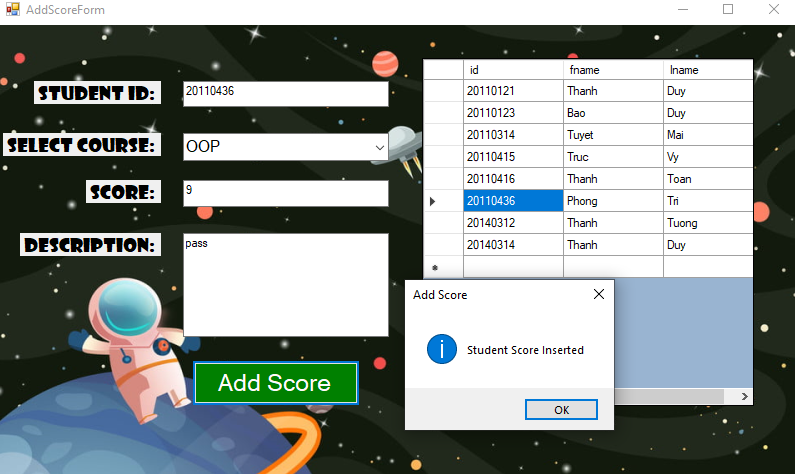 AddScoreForm
STUDENT ID:
20110436
SELECT COURSE:
OOP
SCORE:
9
DESCRIPTION:
pass
Add Score
id fname lname
20110121 Thanh Duy
20110123 Bao Duy
20110314 Tuyet Mai
20110415 Truc Vy
20110416 Thanh Toan
20110436 Phong Tri
20140312 Thanh Tuong
20140314 Thanh Duy
Add Score
Student Score Inserted
OK